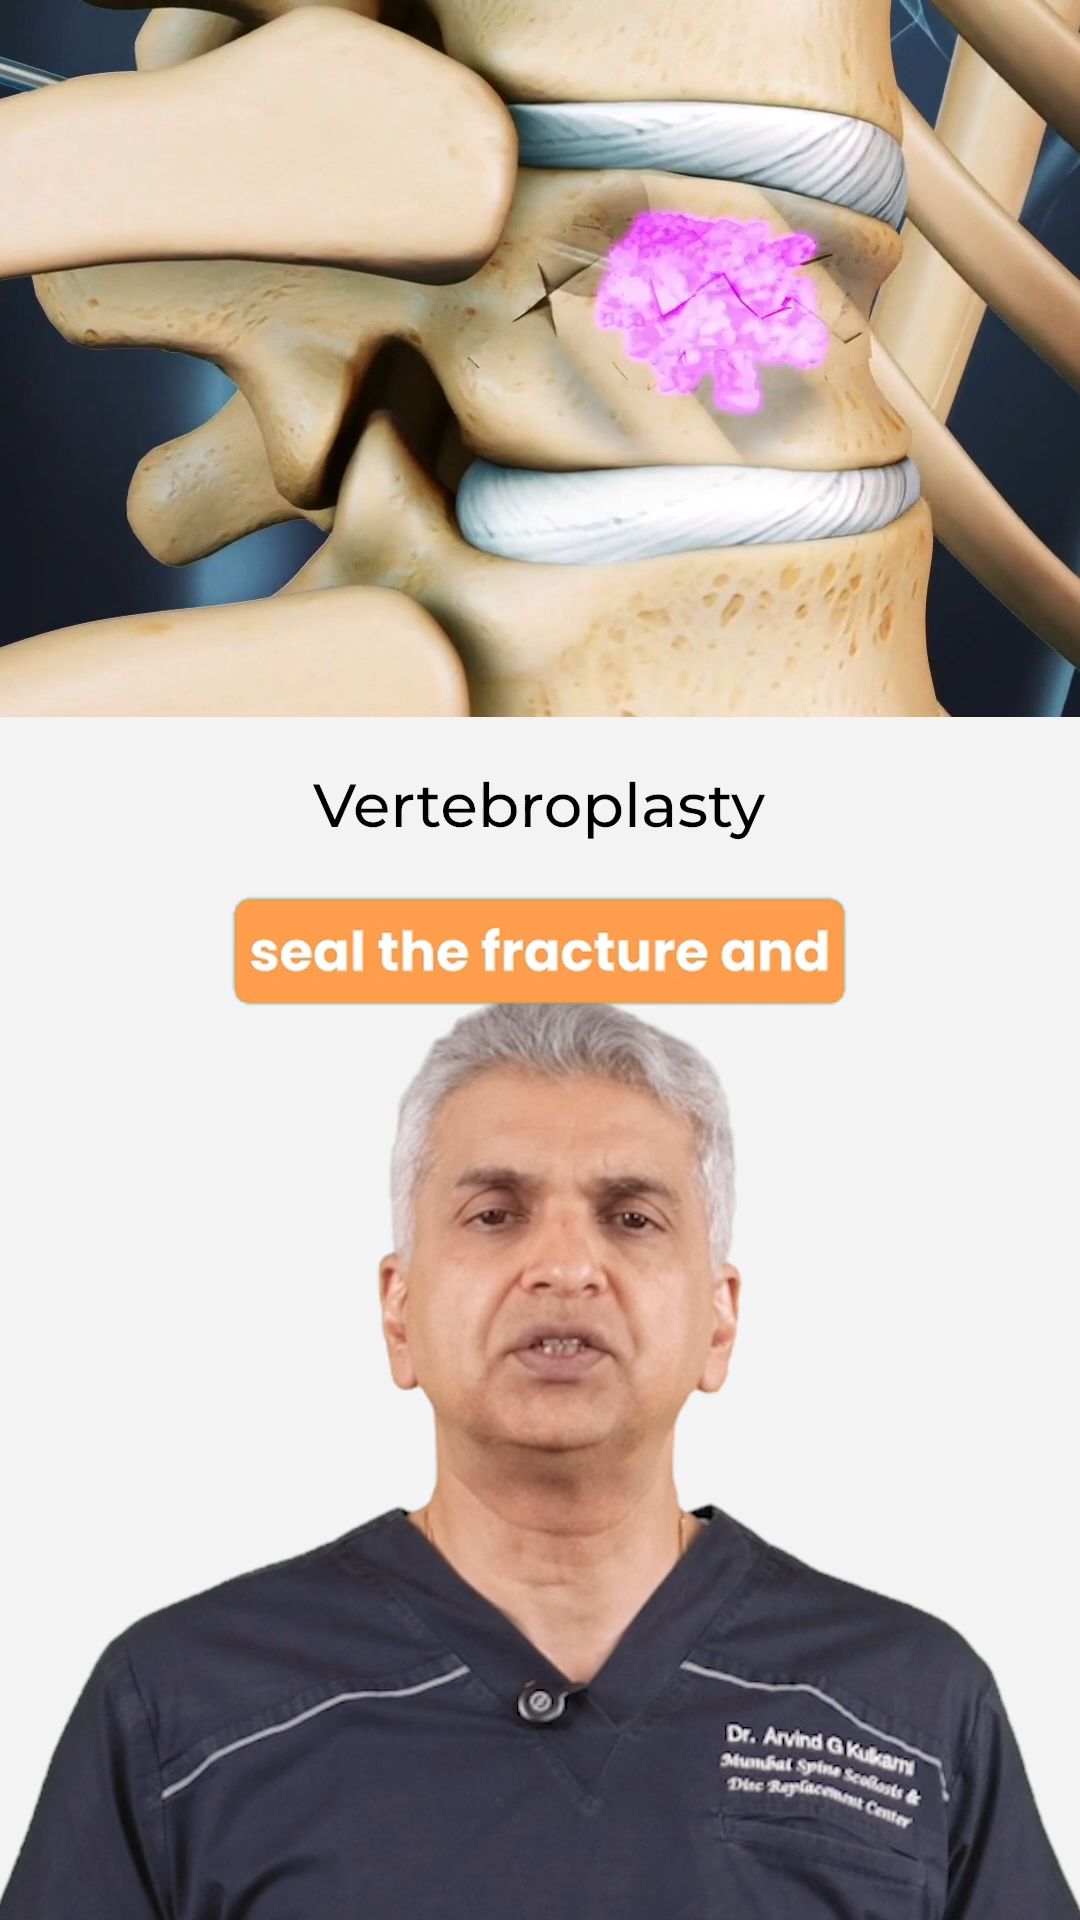 Vertebroplasty
seal the fracture and
Dr. Arvind G Kulkarni
Mumbai Spine Scoliosis &
Disc Replacement Center